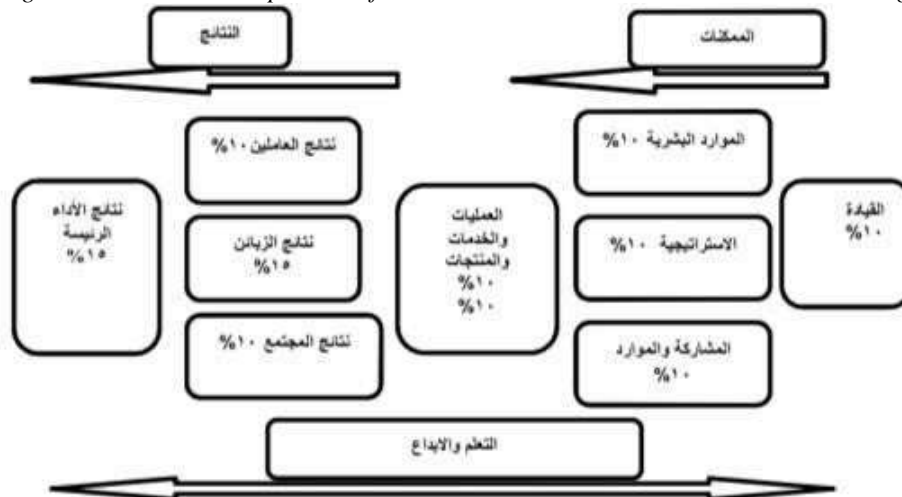 الممكنات
النتائج
القيادة
%١٠
الموارد البشرية ١٠%
الاستراتيجية ١٠%
المشاركة والموارد
%١٠
العمليات
والخدمات
والمنتجات
%١٠
%١٠
نتائج العاملين ١٠%
نتائج الزبائن
%١٥
نتائج المجتمع ١٠%
نتائج الأداء
الرئيسة
%١٥
التعلم والابداع